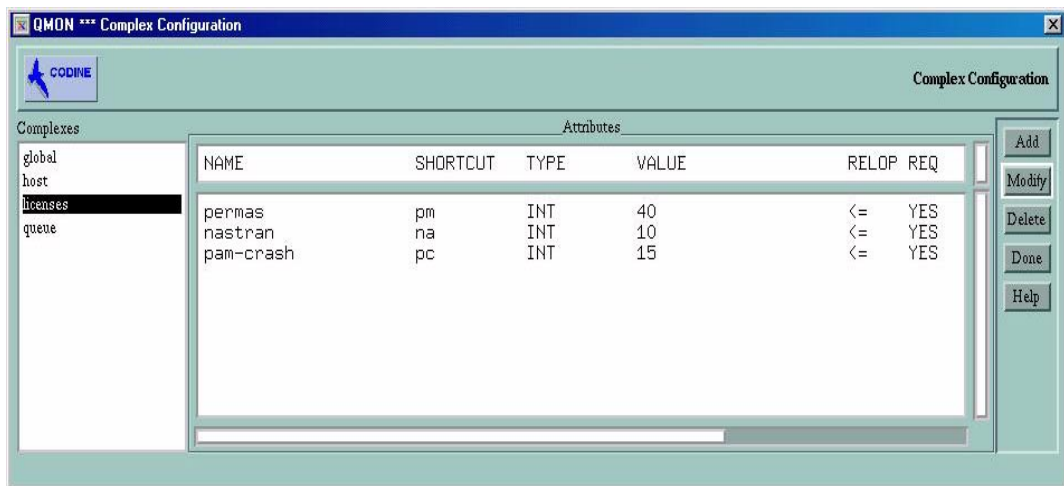 QMON *** Complex Configuration
CODINE
Complex Configuration
Complexes
Attributes
global
host
licenses
queue
NAME SHORTCUT TYPE VALUE RELOP REQ
permas pm INT 40 <= YES
nastran na INT 10 <= YES
pam-crash pc INT 15 <= YES
Add
Modify
Delete
Done
Help